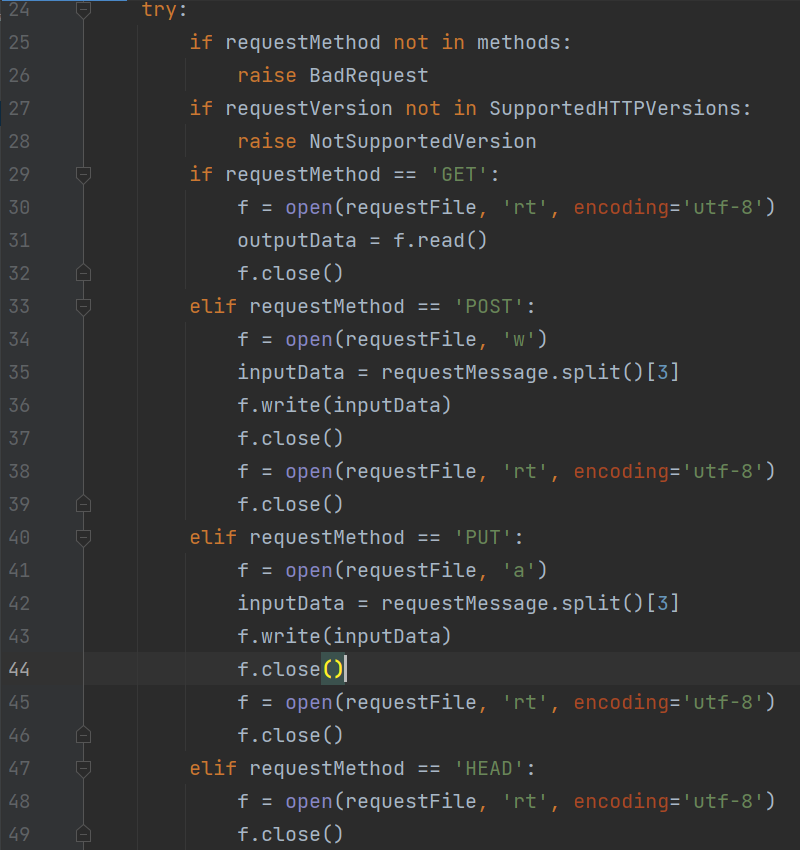 24 try:
25 if requestMethod not in methods:
26 raise BadRequest
27 if requestVersion not in SupportedHTTPVersions:
28 raise NotSupportedVersion
29 if requestMethod == 'GET':
30 f = open(requestFile, 'rt', encoding='utf-8')
31 outputData = f.read()
32 f.close()
33 elif requestMethod == 'POST':
34 f = open(requestFile, 'w')
35 inputData = requestMessage.split()[3]
36 f.write(inputData)
37 f.close()
38 f = open(requestFile, 'rt', encoding='utf-8')
39 f.close()
40 elif requestMethod == 'PUT':
41 f = open(requestFile, 'a')
42 inputData = requestMessage.split()[3]
43 f.write(inputData)
44 f.close()
45 f = open(requestFile, 'rt', encoding='utf-8')
46 f.close()
47 elif requestMethod == 'HEAD':
48 f = open(requestFile, 'rt', encoding='utf-8')
49 f.close()